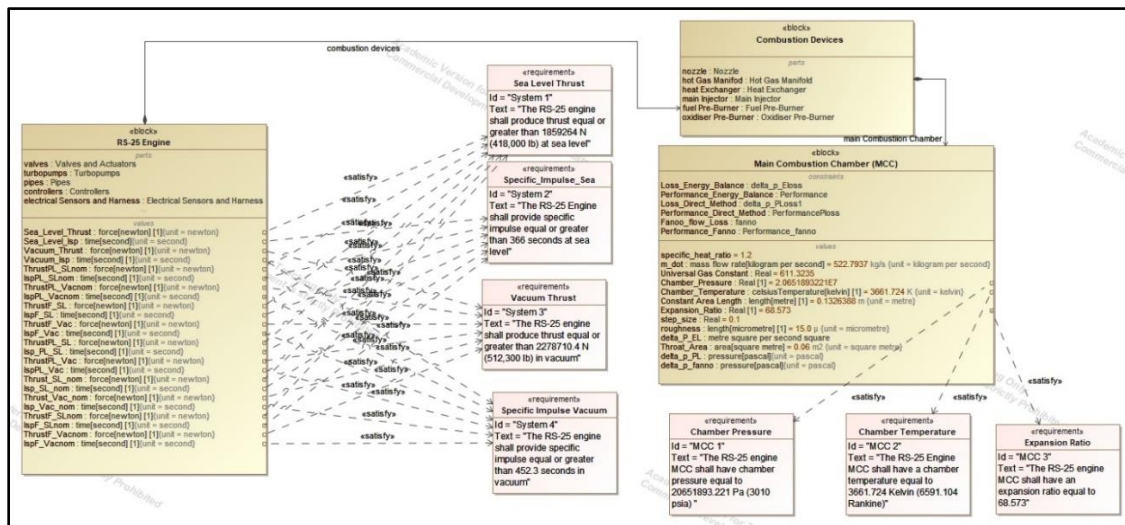 combustion devices
«block»
Combustion Devices
parts
nozzle : Nozzle
hot Gas Manifod : Hot Gas Manifold
heat Exchanger : Heat Exchanger
main Injector : Main Injector
fuel Pre-Burner : Fuel Pre-Burner
oxidiser Pre-Burner : Oxidiser Pre-Burner
main Combustion Chamber
«block»
RS-25 Engine
parts
valves : Valves and Actuators
turbopumps : Turbopumps
pipes : Pipes
controllers : Controllers
electrical Sensors and Harness : Electrical Sensors and Harness
values
Sea_Level_Thrust : force[newton] [1]{unit = newton}
Sea_Level_Isp : time[second]{unit = second}
Vacuum_Thrust : force[newton] [1]{unit = newton}
Vacuum_Isp : time[second] [1]{unit = second}
ThrustPL_SLnom : force[newton] [1]{unit = newton}
IspPL_SLnom : time[second] [1]{unit = second}
ThrustPL_Vacnom : force[newton] [1]{unit = newton}
IspPL_Vacnom : time[second] [1]{unit = second}
ThrustF_SL : force[newton] [1]{unit = newton}
IspF_SL : time[second] [1]{unit = second}
ThrustF_Vac : force[newton] [1]{unit = newton}
IspF_Vac : time[second] [1]{unit = second}
ThrustPL_SL : force[newton] [1]{unit = newton}
Isp_PL_SL : time[second] [1]{unit = second}
ThrustPL_Vac : force[newton] [1]{unit = newton}
IspPL_Vac : time[second] [1]{unit = second}
Thrust_SL_nom : force[newton] [1]{unit = newton}
Isp_SL_nom : time[second] [1]{unit = second}
Thrust_Vac_nom : force[newton] [1]{unit = newton}
Isp_Vac_nom : time[second] [1]{unit = second}
ThrustF_SLnom : force[newton] [1]{unit = newton}
IspF_SLnom : time[second] [1]{unit = second}
ThrustF_Vacnom : force[newton] [1]{unit = newton}
IspF_Vacnom : time[second] [1]{unit = second}
«satisfy»
«satisfy»
«satisfy»
«satisfy»
«satisfy»
«satisfy»
«satisfy»
«satisfy»
«requirement»
Sea Level Thrust
Id = "System 1"
Text = "The RS-25 engine
shall produce thrust equal or
greater than 1859264 N
(418,000 lb) at sea level"
«requirement»
Specific_Impulse_Sea
Id = "System 2"
Text = "The RS-25 Engine
shall provide specific
impulse equal or greater
than 366 seconds at sea
level"
«requirement»
Vacuum Thrust
Id = "System 3"
Text = "The RS-25 engine
shall produce thrust equal or
greater than 2278710.4 N
(512,300 lb) in vacuum"
«requirement»
Specific Impulse Vacuum
Id = "System 4"
Text = "The RS-25 engine
shall provide specific
impulse equal or greater
than 452.3 seconds in
vacuum"
«block»
Main Combustion Chamber (MCC)
constraints
Loss_Energy_Balance : delta_p_Eloss
Performance_Energy_Balance : Performance
Loss_Direct_Method : delta_p_PLoss1
Performance_Direct_Method : PerformancePloss
Fanoo_flow_Loss : fanno
Performance_Fanno : Performance_fanno
values
specific_heat_ratio = 1.2
m_dot : mass flow rate[kilogram per second] = 522.7937 kg/s {unit = kilogram per second}
Universal Gas Constant : Real = 611.3235
Chamber_Pressure : Real [1] = 2.0651893221E7
Chamber_Temperature : celsiusTemperature[kelvin] [1] = 3661.724 K {unit = kelvin}
Constant Area Length : length[metre] [1] = 0.1326388 m {unit = metre}
Expansion_Ratio : Real [1] = 68.573
step_size : Real = 0.1
roughness : length[micrometre] [1] = 15.0 µ {unit = micrometre}
delta_P_EL : metre square per second square
Throat_Area : area[square metre] = 0.06 m2 {unit = square metre}
delta_p_PL : pressure[pascal]{unit = pascal}
delta_p_fanno : pressure[pascal]{unit = pascal}
«satisfy»
«satisfy»
«satisfy»
«requirement»
Chamber Pressure
Id = "MCC 1"
Text = "The RS-25 engine
MCC shall have chamber
pressure equal to
20651893.221 Pa (3010
psia) "
«requirement»
Chamber Temperature
Id = "MCC 2"
Text = "The RS-25 engine
MCC shall have a chamber
temperature equal to
3661.724 Kelvin (6591.104
Rankine)"
«requirement»
Expansion Ratio
Id = "MCC 3"
Text = "The RS-25 engine
MCC shall have an
expansion ratio equal to
68.573"